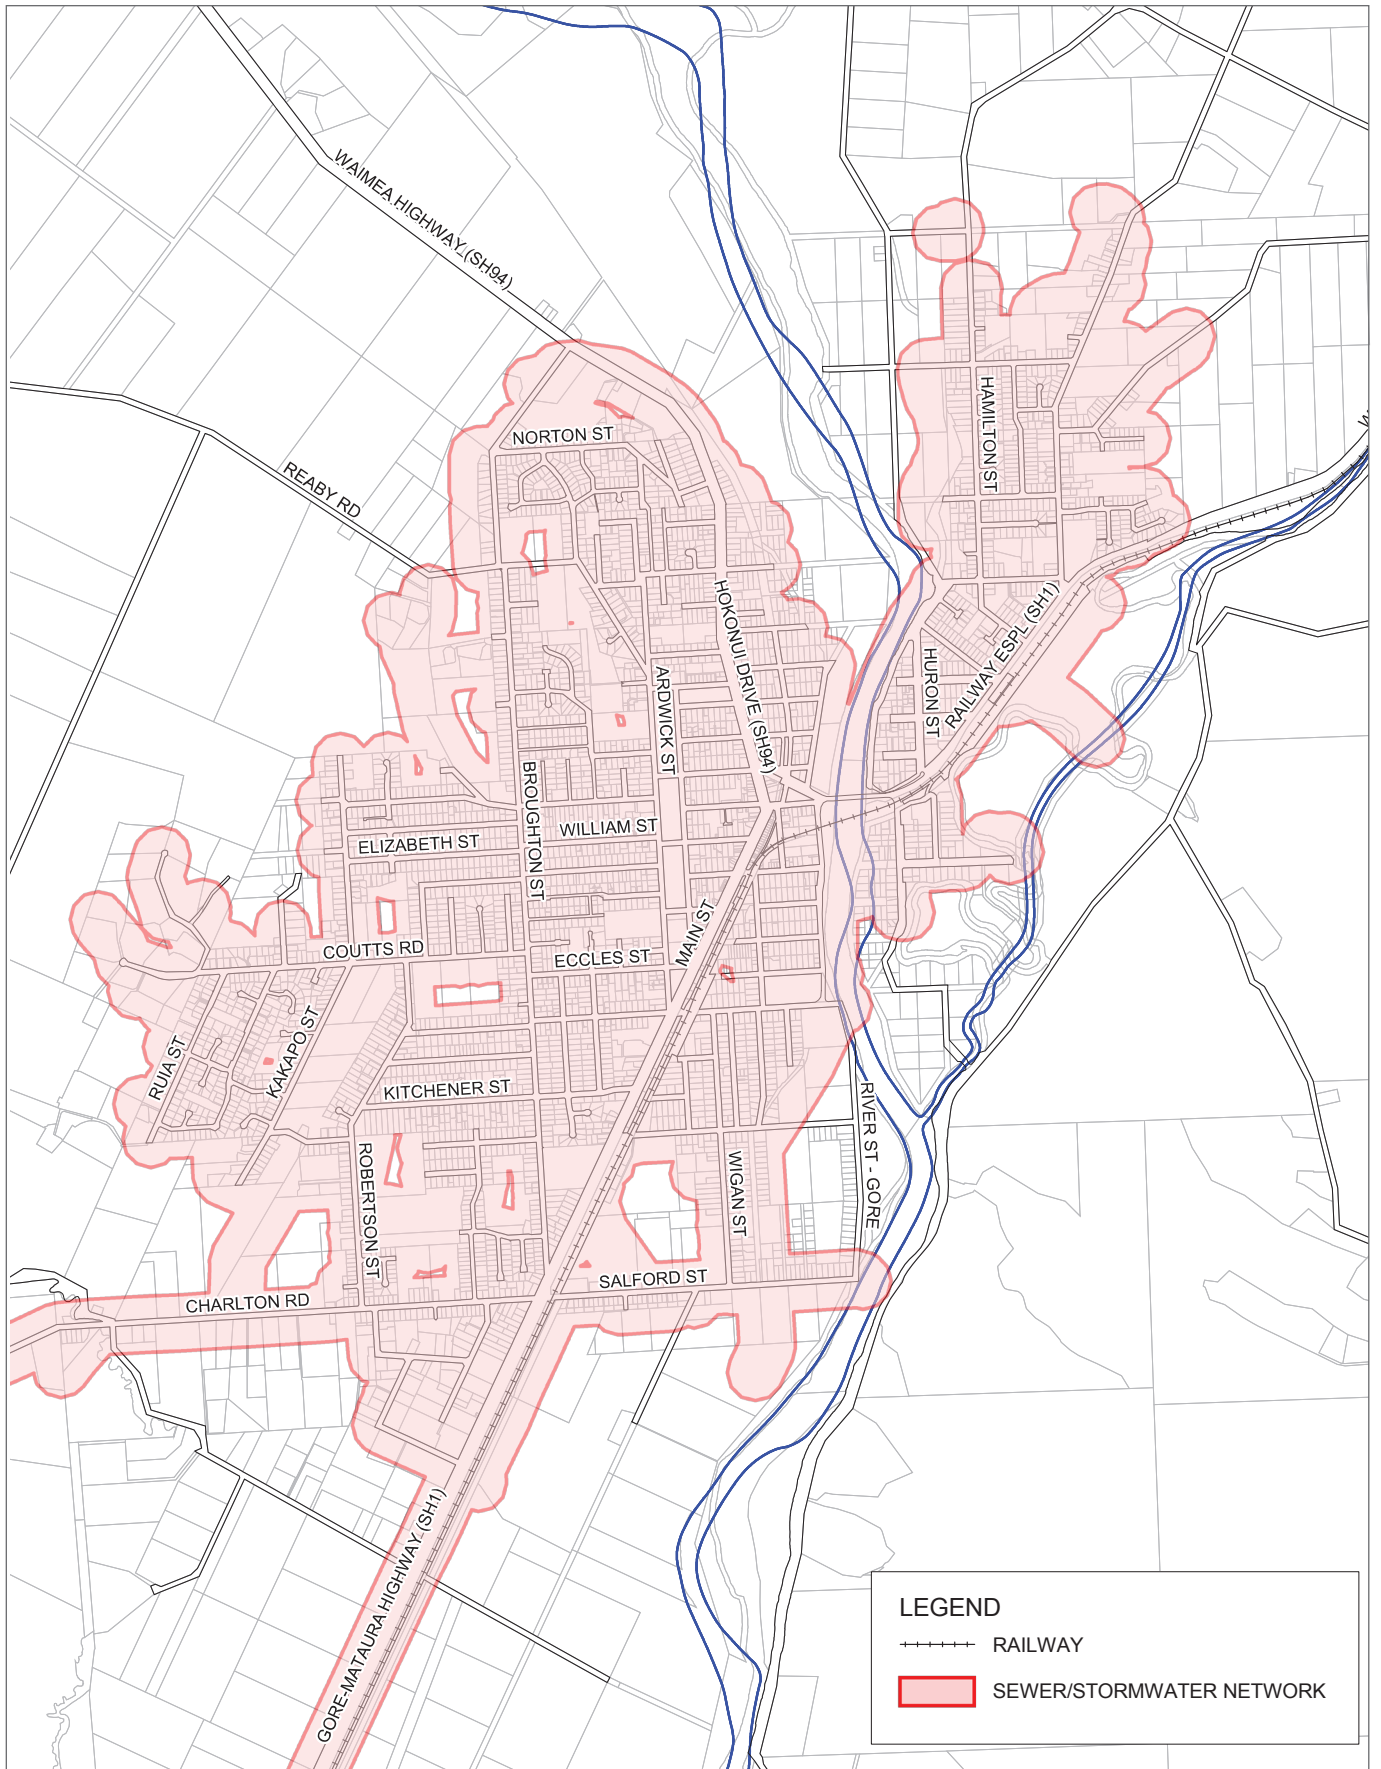 WAIMEA HIGHWAY (SH94)
NORTON ST
HAMILTON ST
REABY RD
HOKONUI DRIVE (SH94)
RAILWAY ESPL (SH1)
HURON ST
ARDWICK ST
BROUGHTON ST
WILLIAM ST
ELIZABETH ST
MAIN ST
COUTTS RD
ECCLES ST
RUIA ST
KAKAPO ST
KITCHENER ST
RIVER ST - GORE
ROBERTSON ST
WIGAN ST
SALFORD ST
CHARLTON RD
GORE-MATAURA HIGHWAY (SH1)
LEGEND
RAILWAY
SEWER/STORMWATER NETWORK